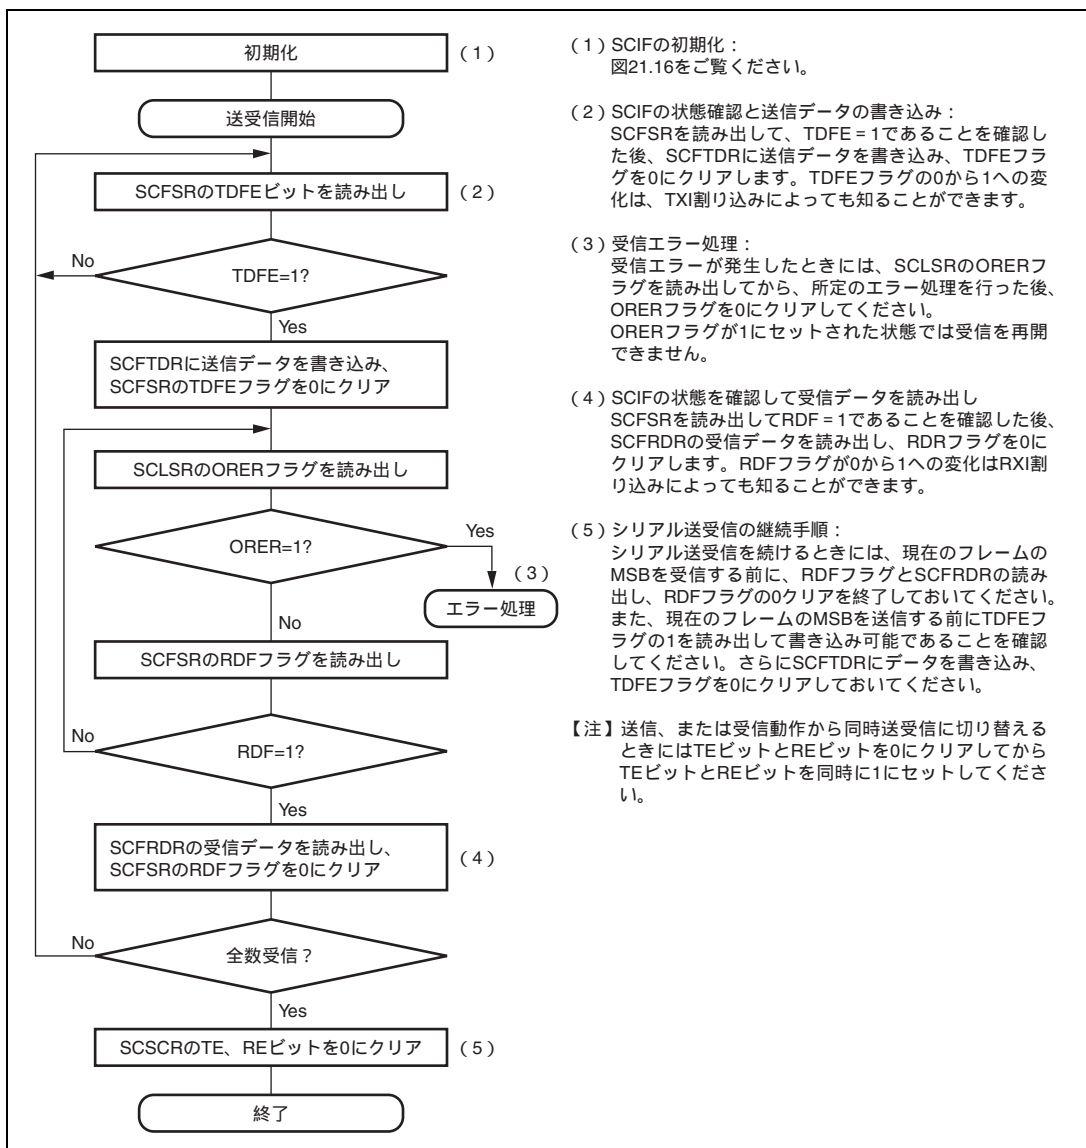 初期化
(1)
送受信開始
SCFSRのTDFEビットを読み出し
(2)
No
TDFE=1?
Yes
SCFTDRに送信データを書き込み、
SCFSRのTDFEフラグを0にクリア
SCLSRのORERフラグを読み出し
ORER=1?
Yes
(3)
エラー処理
No
SCFSRのRDFフラグを読み出し
No
RDF=1?
Yes
SCFRDRの受信データを読み出し、
SCFSRのRDFフラグを0にクリア
(4)
No
全数受信?
Yes
SCSCRのTE、REビットを0にクリア
(5)
終了
(1)SCIFの初期化:
図21.16をご覧ください。
(2)SCIFの状態確認と送信データの書き込み:
SCFSRを読み出して、TDFE = 1であることを確認し
た後、SCFTDRに送信データを書き込み、TDFEフラ
グを0にクリアします。TDFEフラグの0から1への変
化は、TXI割り込みによっても知ることができます。
(3)受信エラー処理:
受信エラーが発生したときには、SCLSRのORERフ
ラグを読み出してから、所定のエラー処理を行った後、
ORERフラグを0にクリアしてください。
ORERフラグが1にセットされた状態では受信を再開
できません。
(4)SCIFの状態を確認して受信データを読み出し
SCFSRを読み出してRDF = 1であることを確認した後、
SCFRDRの受信データを読み出し、RDRフラグを0に
クリアします。RDFフラグが0から1への変化はRXI割
り込みによっても知ることができます。
(5)シリアル送受信の継続手順:
シリアル送受信を続けるときには、現在のフレームの
MSBを受信する前に、RDFフラグとSCFRDRの読み
出し、RDFフラグの0クリアを終了しておいてください。
また、現在のフレームのMSBを送信する前にTDFEフ
ラグの1を読み出して書き込み可能であることを確認
してください。さらにSCFTDRにデータを書き込み、
TDFEフラグを0にクリアしておいてください。
【注】送信、または受信動作から同時送受信に切り替える
ときにはTEビットとREビットを0にクリアしてから
TEビットとREビットを同時に1にセットしてくださ
い。